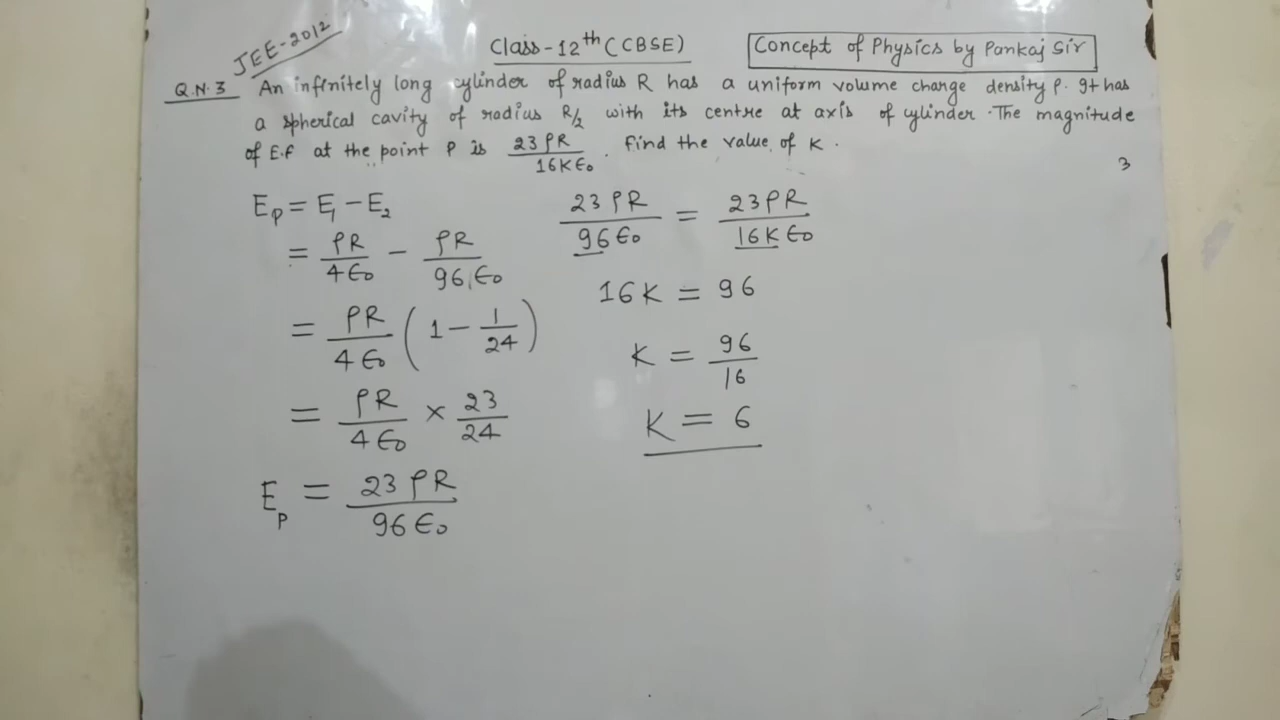 JEE-2012
Class-12th (CBSE)
Concept of Physics by Pankaj Sir
Q.N.3 An infinitely long cylinder of radius R has a uniform volume charge density ρ. It has
a spherical cavity of radius R/2 with its centre at axis of cylinder. The magnitude
of E.F at the point P is 23ρR/16Kε₀. Find the value of K.
3
Ep = E₁ - E₂
= ρR/4ε₀ - ρR/96ε₀
= ρR/4ε₀ (1 - 1/24)
= ρR/4ε₀ × 23/24
Ep = 23ρR/96ε₀
23ρR/96ε₀ = 23ρR/16Kε₀
16K = 96
K = 96/16
K = 6